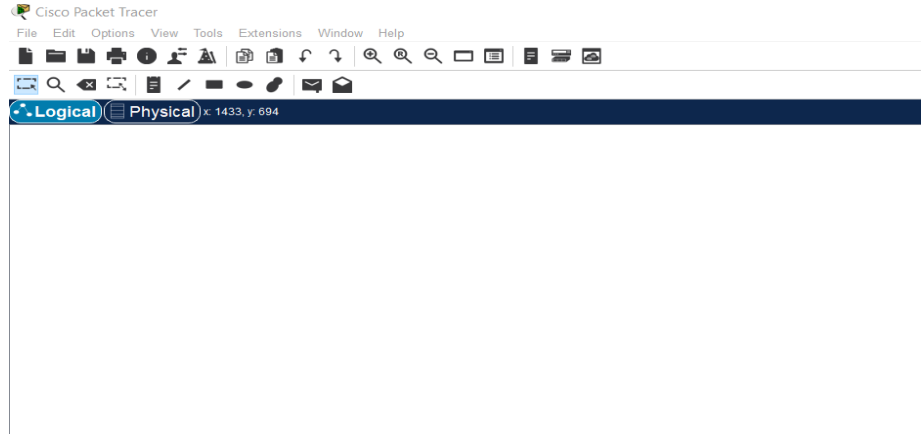 Cisco Packet Tracer
File Edit Options View Tools Extensions Window Help
Logical Physical x: 1433, y: 694